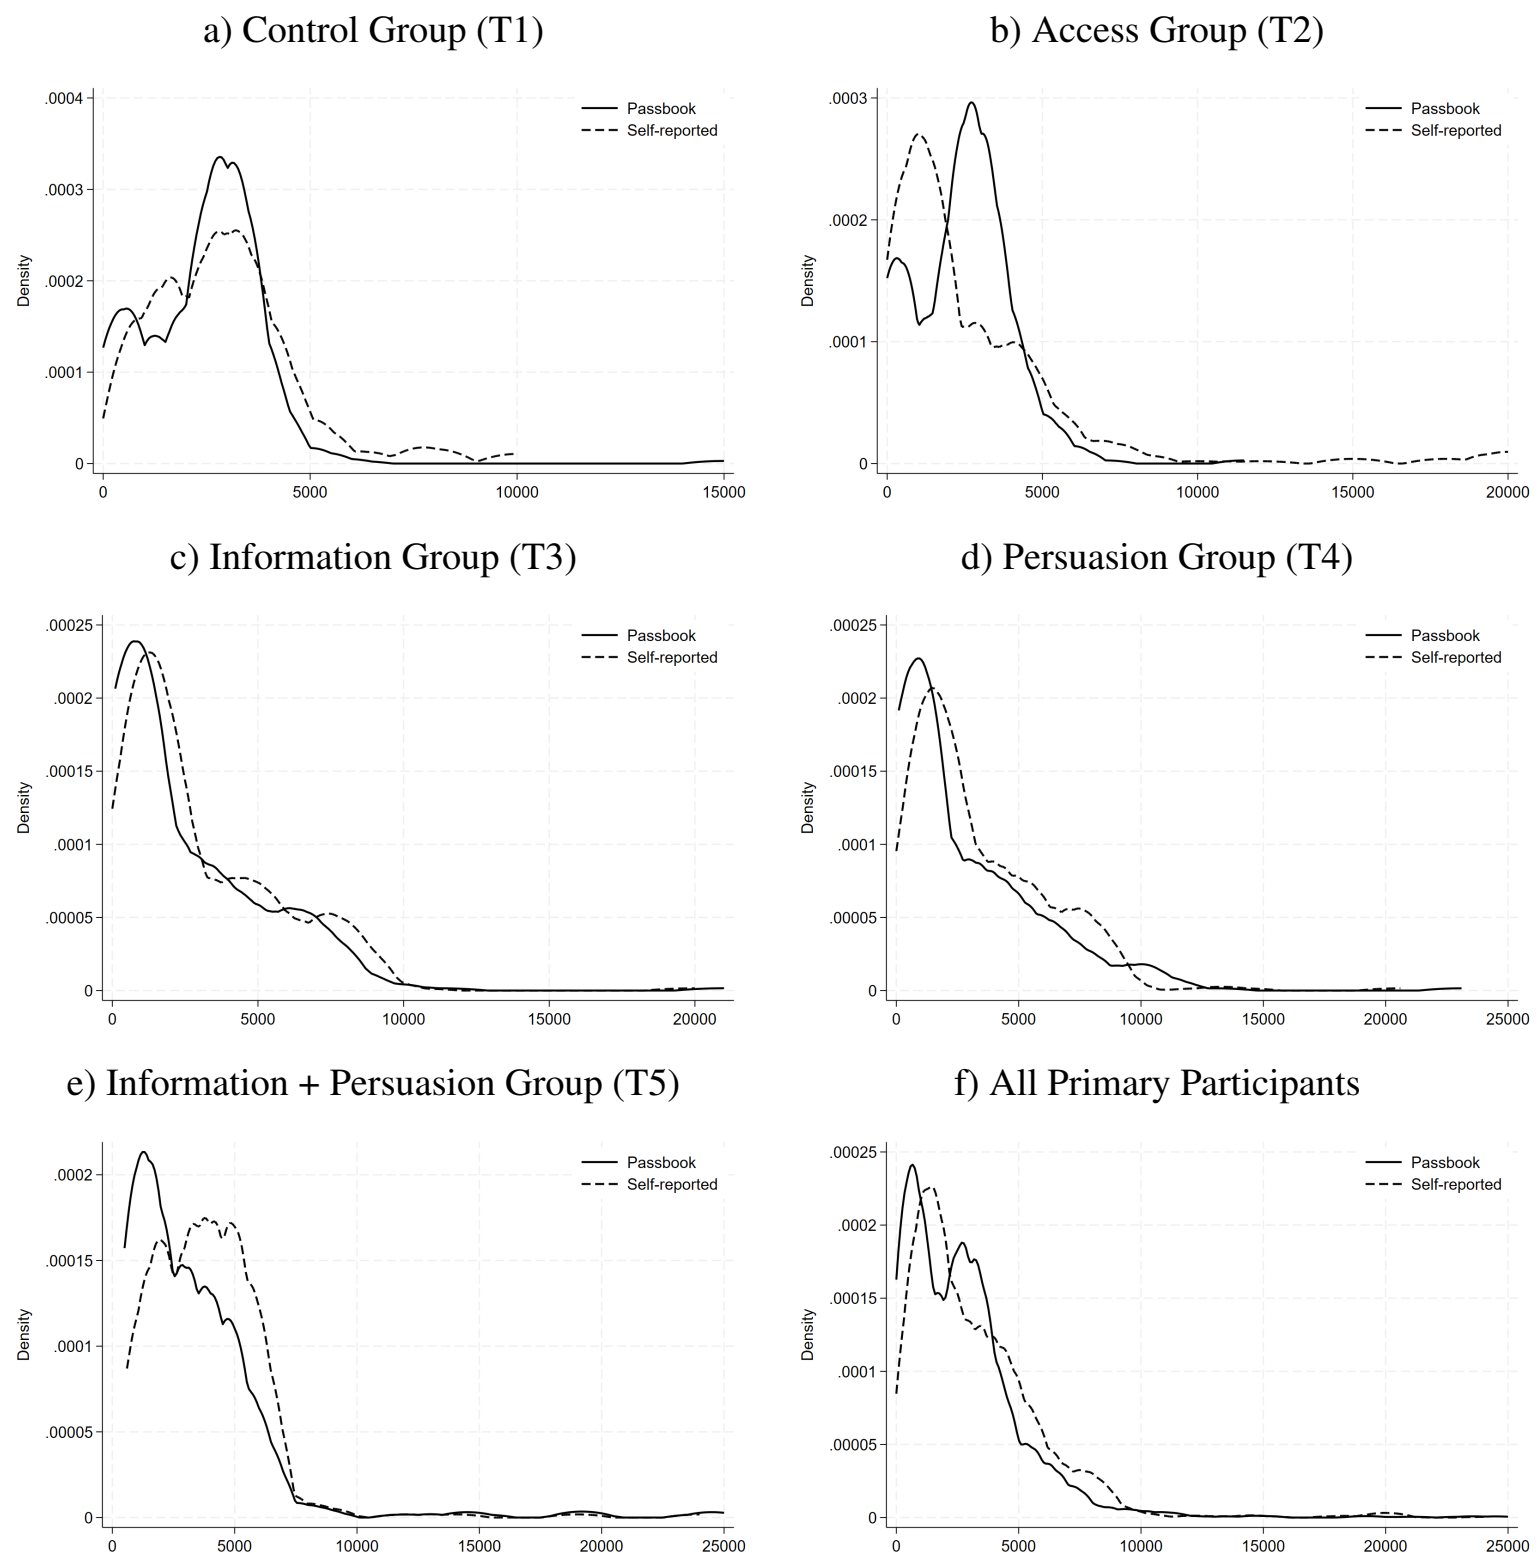 a) Control Group (T1)
.0004
.0003
.0002
.0001
0
Density
0 5000 10000 15000
Passbook
Self-reported
b) Access Group (T2)
.0003
.0002
.0001
0
Density
0 5000 10000 15000 20000
Passbook
Self-reported
c) Information Group (T3)
.00025
.0002
.00015
.0001
.00005
0
Density
0 5000 10000 15000 20000
Passbook
Self-reported
d) Persuasion Group (T4)
.00025
.0002
.00015
.0001
.00005
0
Density
0 5000 10000 15000 20000 25000
Passbook
Self-reported
e) Information + Persuasion Group (T5)
.0002
.00015
.0001
.00005
0
Density
0 5000 10000 15000 20000 25000
Passbook
Self-reported
f) All Primary Participants
.00025
.0002
.00015
.0001
.00005
0
Density
0 5000 10000 15000 20000 25000
Passbook
Self-reported